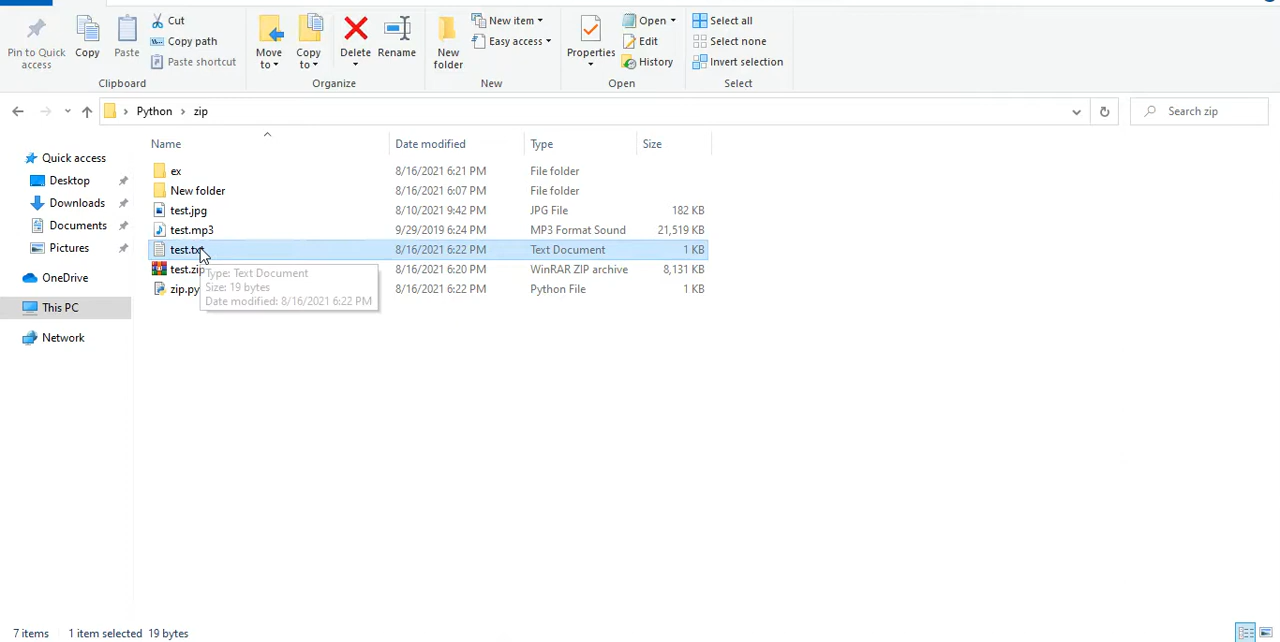 Pin to Quick access
Copy
Paste
Cut
Copy path
Paste shortcut
Clipboard
Move to
Copy to
Delete
Rename
Organize
New folder
New item
Easy access
New
Properties
Open
Edit
History
Open
Select all
Select none
Invert selection
Select
Python › zip
Search zip
Quick access
Desktop
Downloads
Documents
Pictures
OneDrive
This PC
Network
Name Date modified Type Size
ex 8/16/2021 6:21 PM File folder
New folder 8/16/2021 6:07 PM File folder
test.jpg 8/10/2021 9:42 PM JPG File 182 KB
test.mp3 9/29/2019 6:24 PM MP3 Format Sound 21,519 KB
test.txt 8/16/2021 6:22 PM Text Document 1 KB
test.zip 8/16/2021 6:20 PM WinRAR ZIP archive 8,131 KB
zip.py 8/16/2021 6:22 PM Python File 1 KB
Type: Text Document
Size: 19 bytes
Date modified: 8/16/2021 6:22 PM
7 items 1 item selected 19 bytes